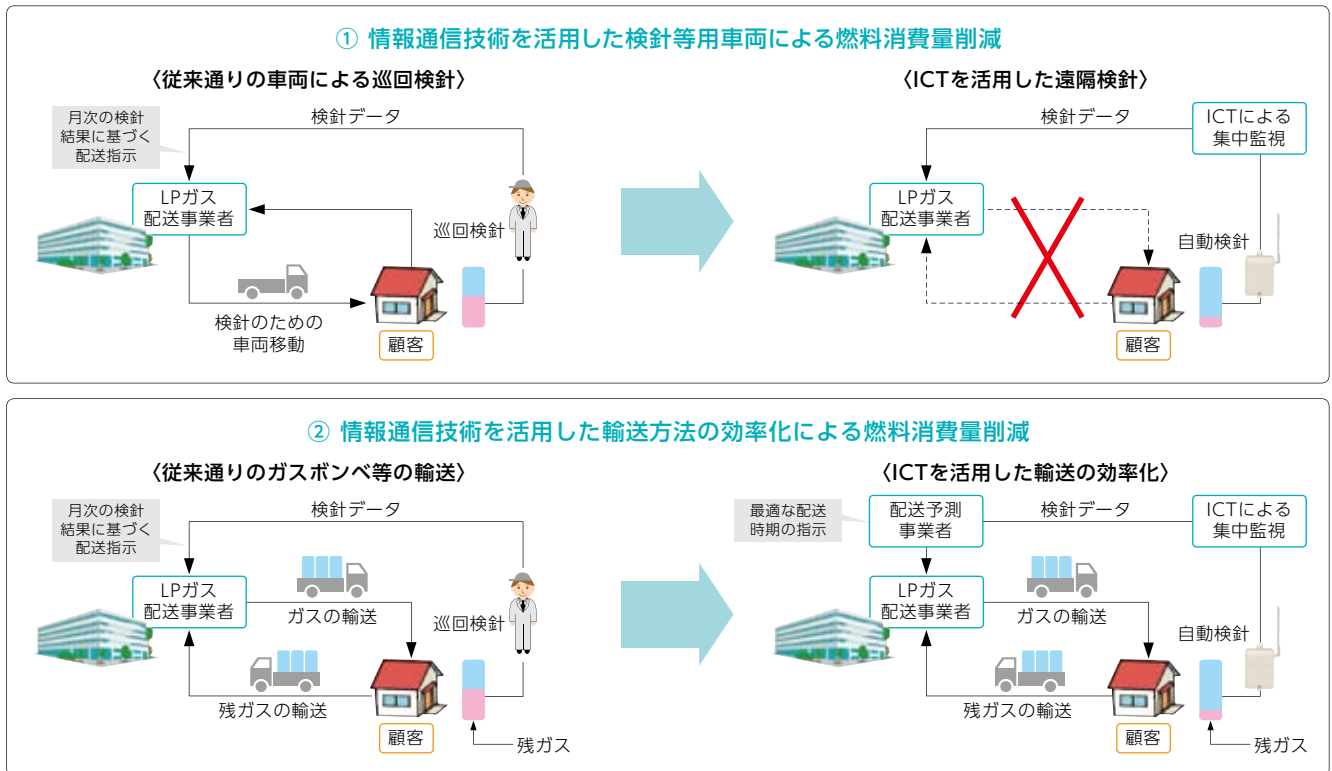 ① 情報通信技術を活用した検針等用車両による燃料消費量削減
〈従来通りの車両による巡回検針〉
月次の検針
結果に基づく
配送指示
検針データ
LPガス
配送事業者
巡回検針
検針のための
車両移動
顧客
〈ICTを活用した遠隔検針〉
検針データ
ICTによる
集中監視
LPガス
配送事業者
自動検針
顧客
② 情報通信技術を活用した輸送方法の効率化による燃料消費量削減
〈従来通りのガスボンベ等の輸送〉
月次の検針
結果に基づく
配送指示
検針データ
LPガス
配送事業者
ガスの輸送
巡回検針
残ガスの輸送
顧客
残ガス
〈ICTを活用した輸送の効率化〉
最適な配送
時期の指示
配送予測
事業者
検針データ
ICTによる
集中監視
LPガス
配送事業者
ガスの輸送
自動検針
残ガスの輸送
顧客
残ガス